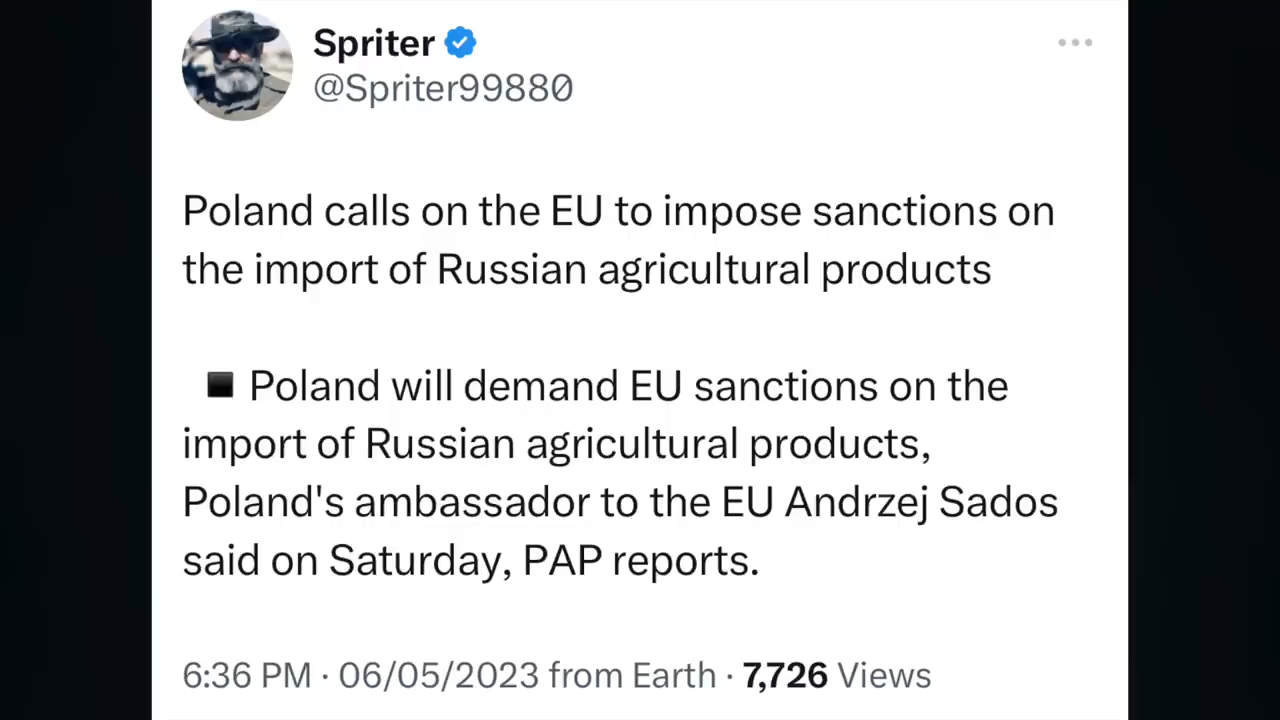 Spriter
@Spriter99880
Poland calls on the EU to impose sanctions on
the import of Russian agricultural products
◾ Poland will demand EU sanctions on the
import of Russian agricultural products,
Poland's ambassador to the EU Andrzej Sados
said on Saturday, PAP reports.
6:36 PM · 06/05/2023 from Earth · 7,726 Views